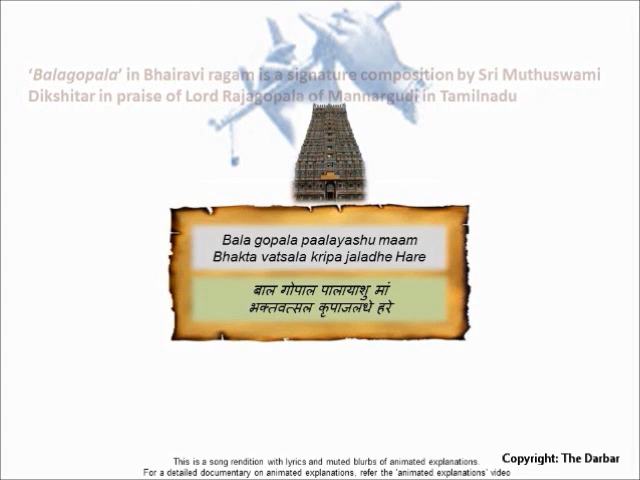 ‘Balagopala’ in Bhairavi ragam is a signature composition by Sri Muthuswami
Dikshitar in praise of Lord Rajagopala of Mannargudi in Tamilnadu
Bala gopala paalayashu maam
Bhakta vatsala kripa jaladhe Hare
बाल गोपाल पालायाशु मां
भक्तवत्सल कृपाजलधे हरे
Copyright: The Darbar
This is a song rendition with lyrics and muted blurbs of animated explanations.
For a detailed documentary on animated explanations, refer the ‘animated explanations’ video